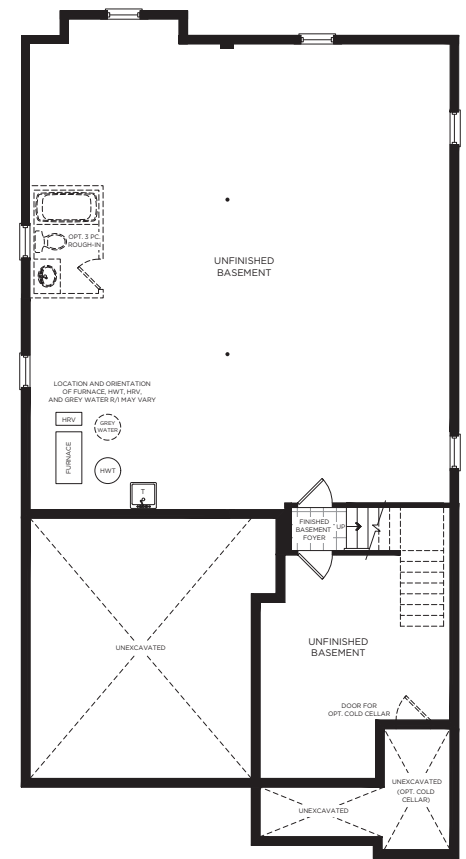 OPT. 3 PC.
ROUGH-IN
UNFINISHED
BASEMENT
LOCATION AND ORIENTATION
OF FURNACE, HWT, HRV,
AND GREY WATER R/I MAY VARY
HRV
GREY
WATER
FURNACE
HWT
T
FINISHED
BASEMENT
FOYER
UP
UNEXCAVATED
UNFINISHED
BASEMENT
DOOR FOR
OPT. COLD CELLAR
UNEXCAVATED
(OPT. COLD
CELLAR)
UNEXCAVATED